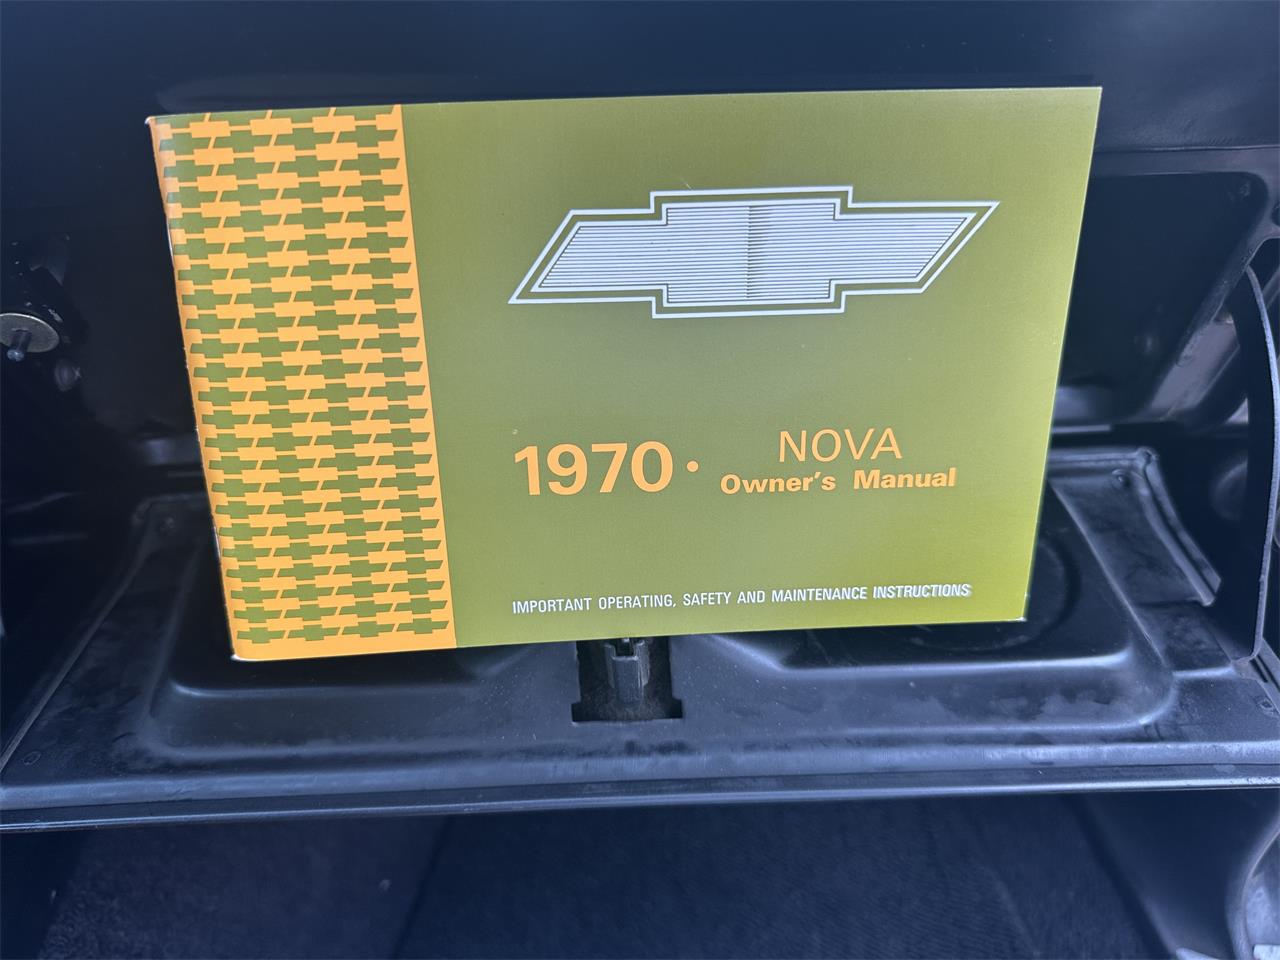 1970· NOVA
Owner's Manual
IMPORTANT OPERATING, SAFETY AND MAINTENANCE INSTRUCTIONS